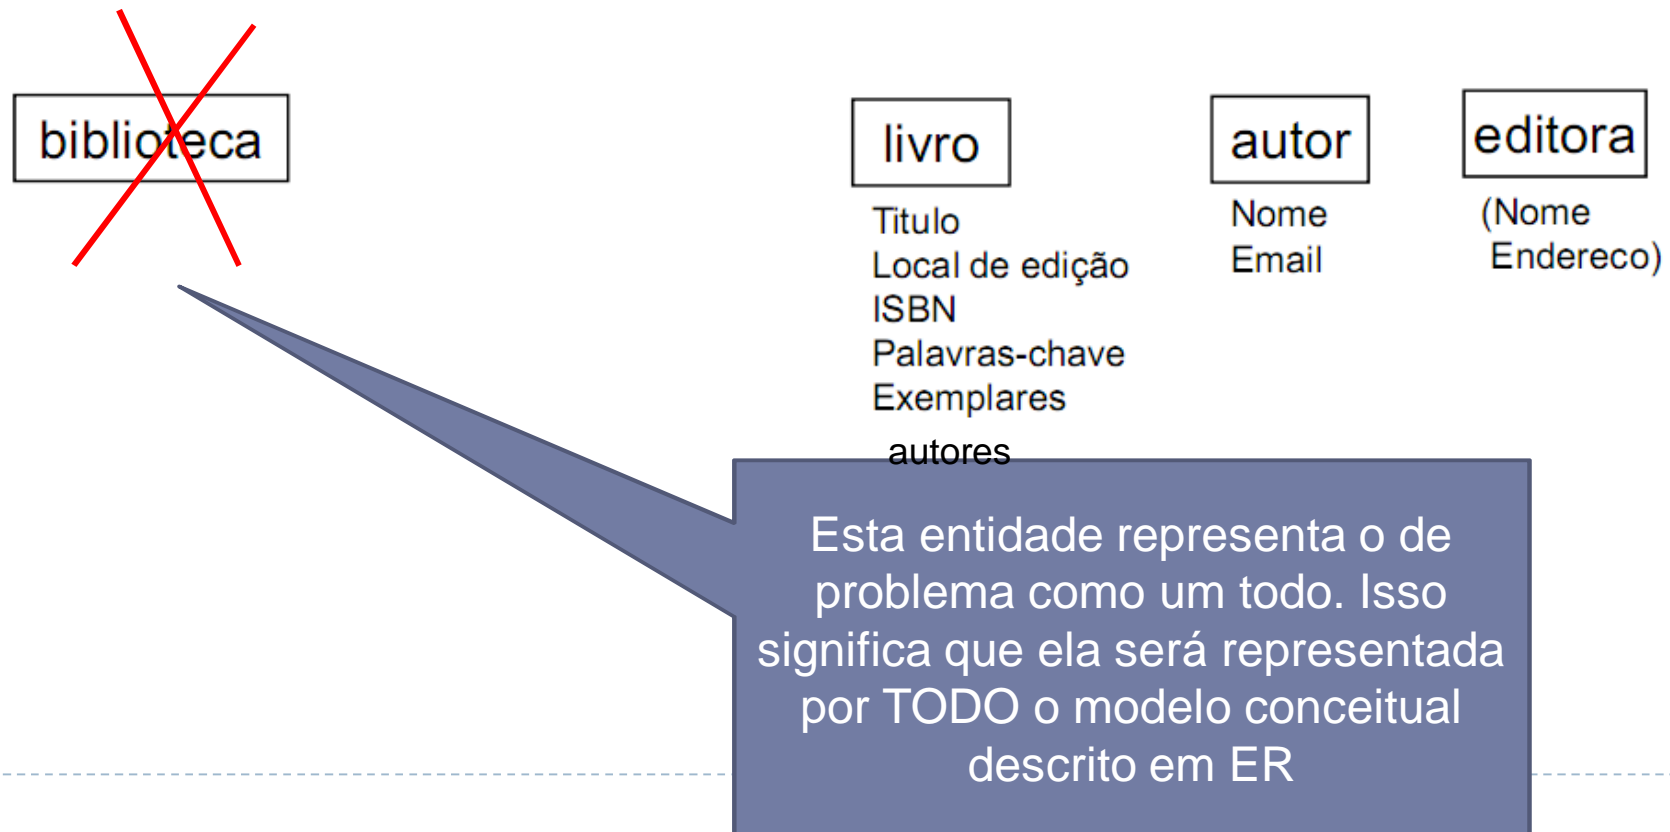 biblioteca
livro
Titulo
Local de edição
ISBN
Palavras-chave
Exemplares
autores
autor
Nome
Email
editora
(Nome
Endereco)
Esta entidade representa o de
problema como um todo. Isso
significa que ela será representada
por TODO o modelo conceitual
descrito em ER